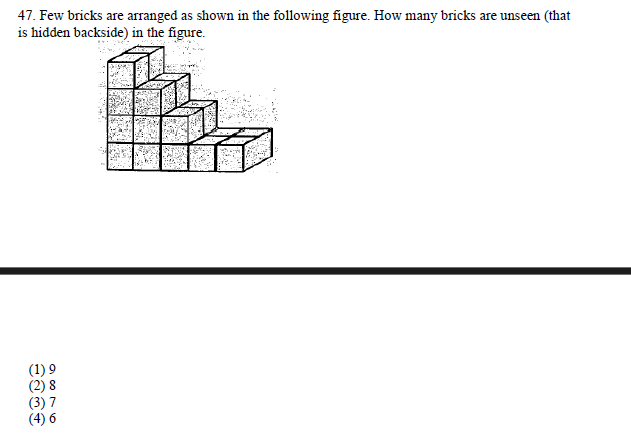 47. Few bricks are arranged as shown in the following figure. How many bricks are unseen (that
is hidden backside) in the figure.
(1) 9
(2) 8
(3) 7
(4) 6